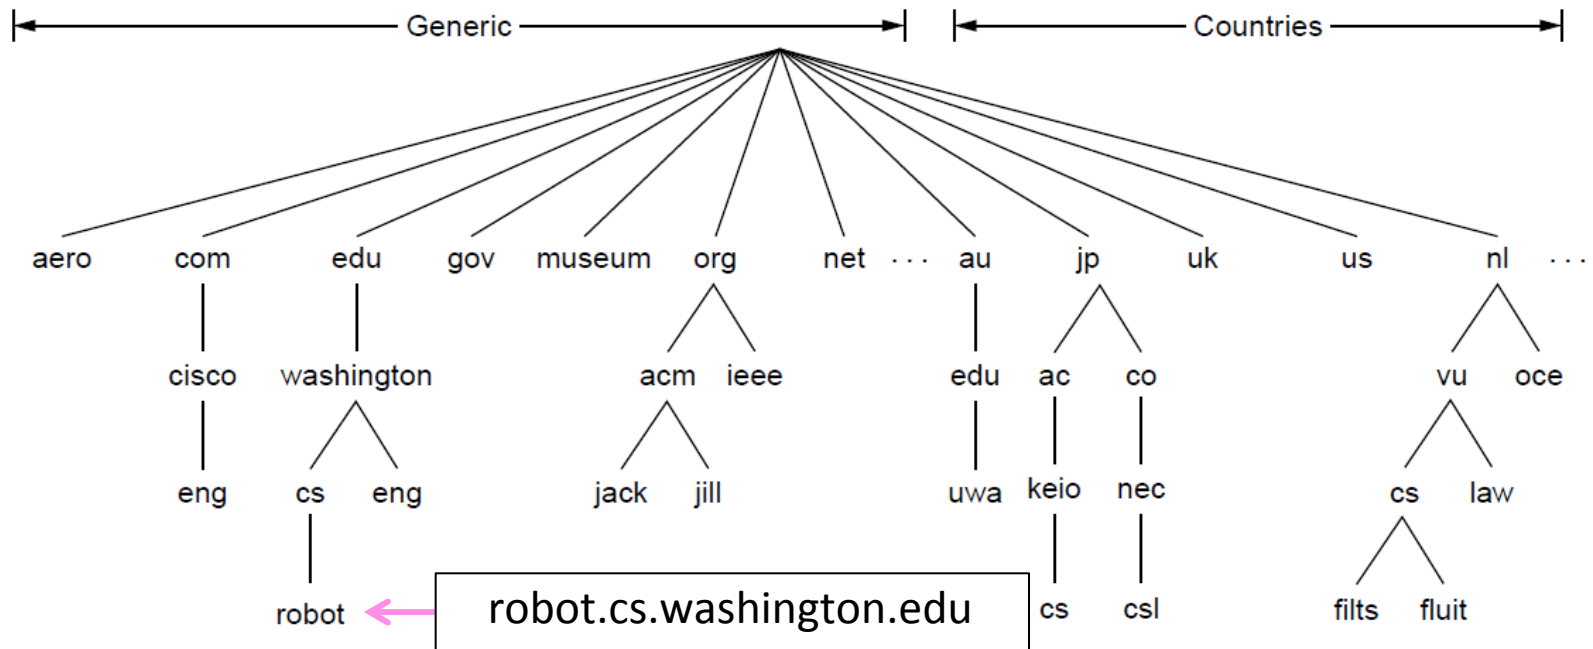 Generic Countries
aero com edu gov museum org net ··· au jp uk us nl ···
cisco washington acm ieee edu ac co vu oce
eng cs eng jack jill uwa keio nec cs law
robot robot.cs.washington.edu cs csl filts fluit